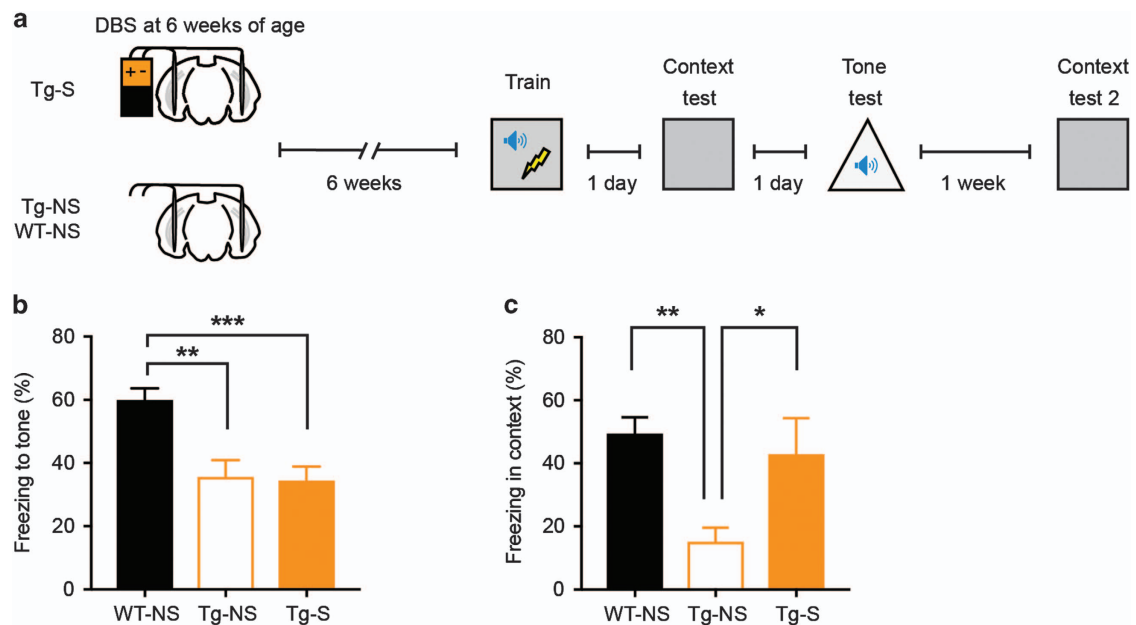 a
DBS at 6 weeks of age
Tg-S
+ -
Tg-NS
WT-NS
6 weeks
Train
1 day
Context
test
1 day
Tone
test
1 week
Context
test 2
b
Freezing to tone (%)
80
60
40
20
0
***
**
WT-NS Tg-NS Tg-S
c
Freezing in context (%)
80
60
40
20
0
** *
WT-NS Tg-NS Tg-S